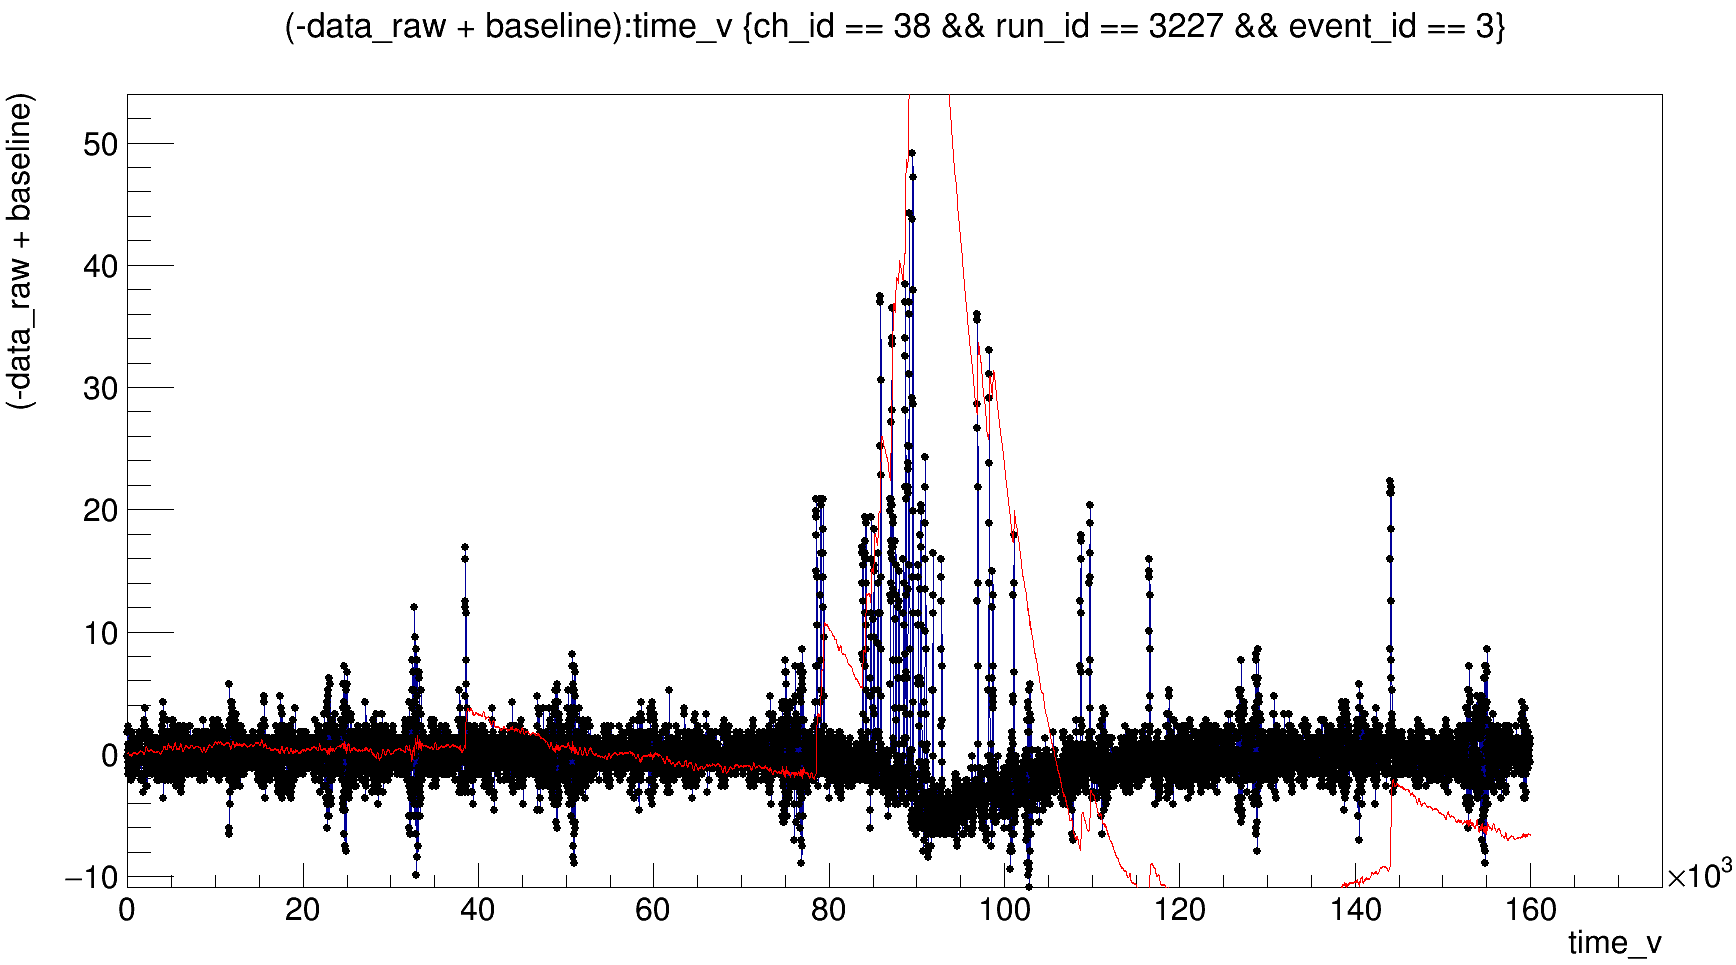 (-data_raw + baseline):time_v {ch_id == 38 && run_id == 3227 && event_id == 3}
(-data_raw + baseline)
50
40
30
20
10
0
−10
0 20 40 60 80 100 120 140 160
×10³
time_v